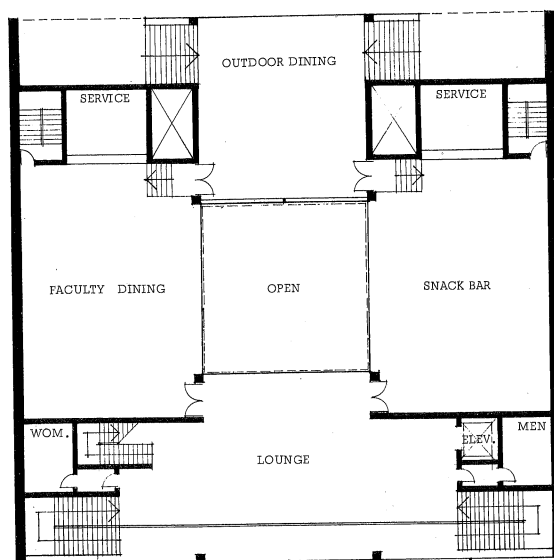 OUTDOOR DINING
SERVICE
SERVICE
FACULTY DINING
OPEN
SNACK BAR
WOM.
ELEV.
MEN
LOUNGE